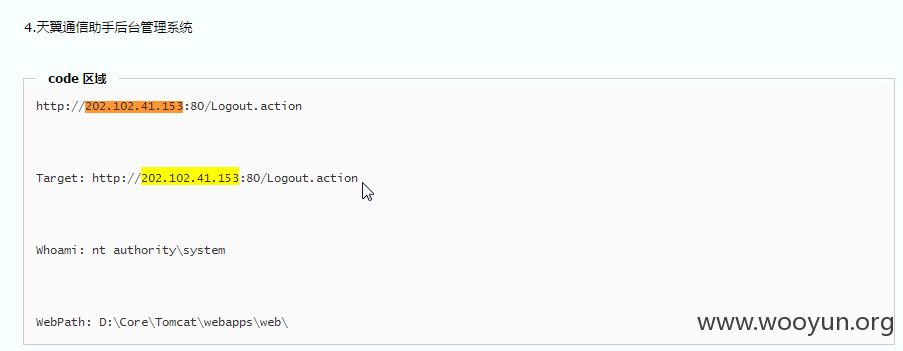 4.天翼通信助手后台管理系统
code 区域
http://202.102.41.153:80/Logout.action
Target: http://202.102.41.153:80/Logout.action
Whoami: nt authority\system
WebPath: D:\Core\Tomcat\webapps\web\
www.wooyun.org